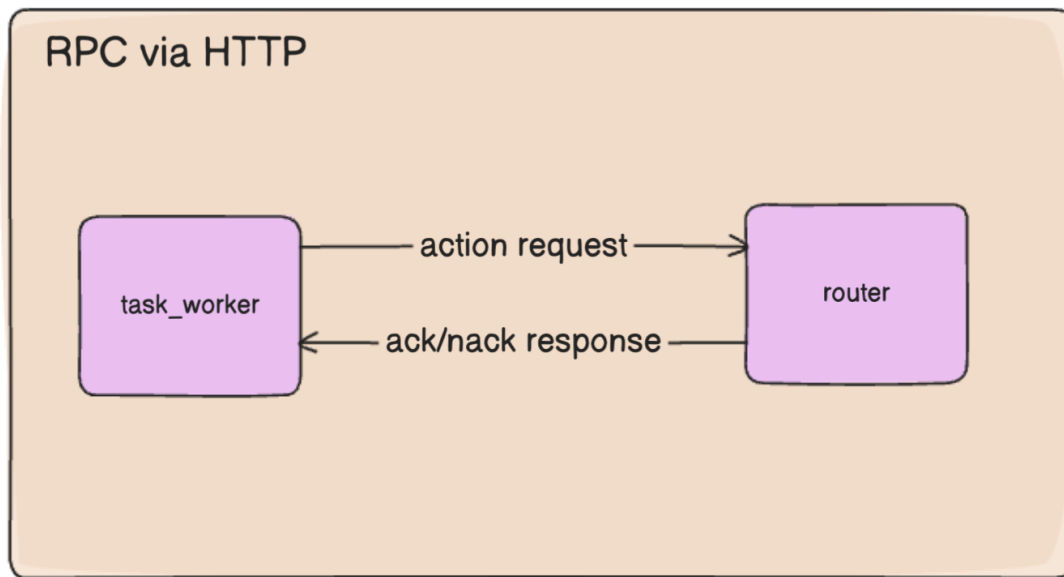 RPC via HTTP
action request
router
task_worker
ack/nack response